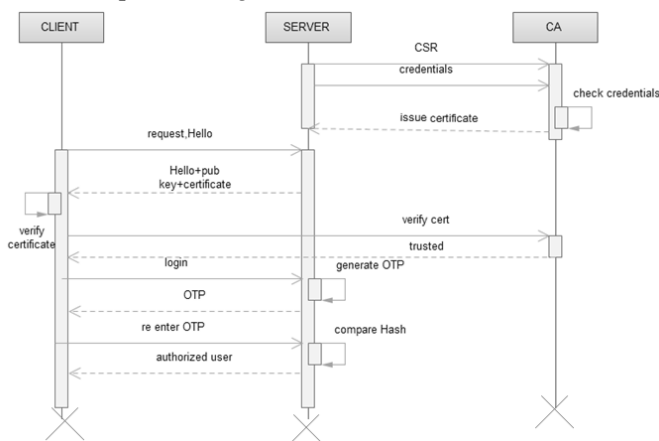 CLIENT
SERVER
CA
CSR
credentials
check credentials
issue certificate
request,Hello
Hello+pub
key+certificate
verify
certificate
verify cert
trusted
login
generate OTP
OTP
re enter OTP
compare Hash
authorized user